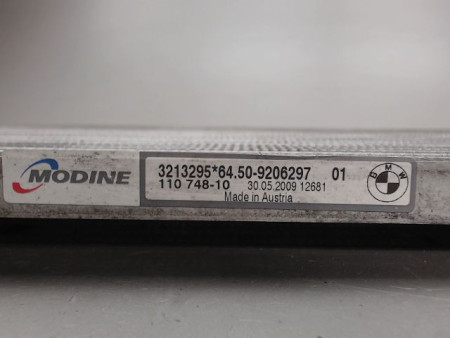 MODINE
3213295*64.50-9206297 01
110 748-10 30.05.2009 12681
Made in Austria
BMW